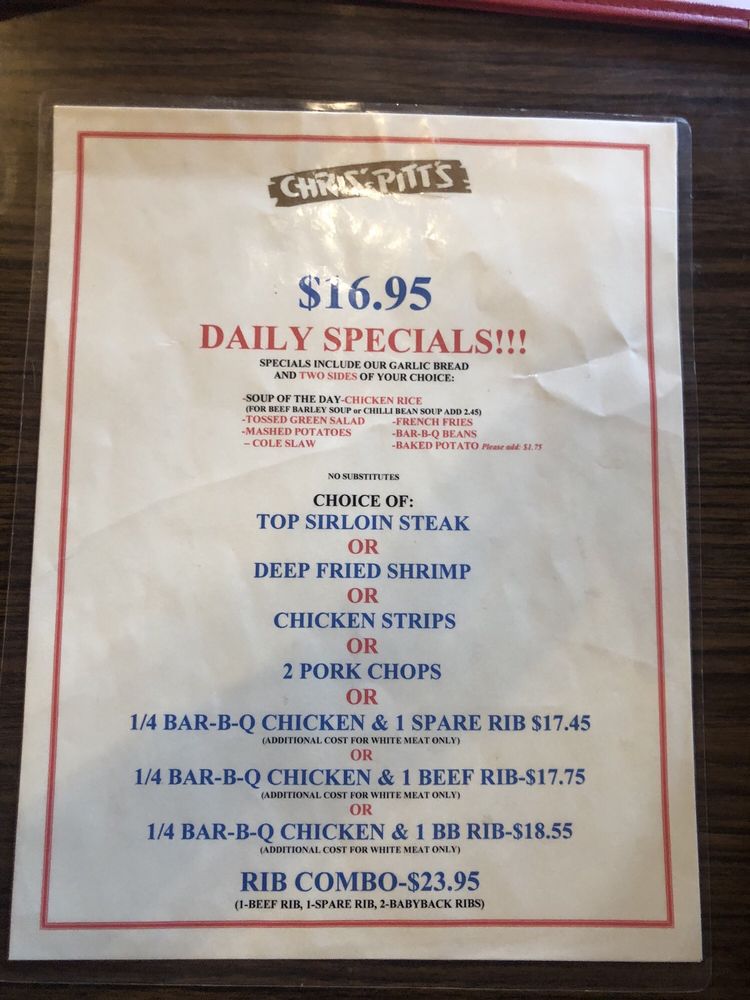 CHRIS' & PITT'S
$16.95
DAILY SPECIALS!!!
SPECIALS INCLUDE OUR GARLIC BREAD
AND TWO SIDES OF YOUR CHOICE:
-SOUP OF THE DAY-CHiCKEN RICE
(FOR BEEF BARLEY SOUP or CHILLI BEAN SOUP ADD 2.45)
-TOSSED GREEN SALAD -FRENCH FRIES
-MASHED POTATOES -BAR-B-Q BEANS
– COLE SLAW -BAKED POTATO Please add: $1.75
NO SUBSTITUTES
CHOICE OF:
TOP SIRLOIN STEAK
OR
DEEP FRIED SHRIMP
OR
CHICKEN STRIPS
OR
2 PORK CHOPS
OR
1/4 BAR-B-Q CHICKEN & 1 SPARE RIB $17.45
(ADDITIONAL COST FOR WHITE MEAT ONLY)
OR
1/4 BAR-B-Q CHICKEN & 1 BEEF RIB-$17.75
(ADDITIONAL COST FOR WHITE MEAT ONLY)
OR
1/4 BAR-B-Q CHICKEN & 1 BB RIB-$18.55
(ADDITIONAL COST FOR WHITE MEAT ONLY)
RIB COMBO-$23.95
(1-BEEF RIB, 1-SPARE RIB, 2-BABYBACK RIBS)